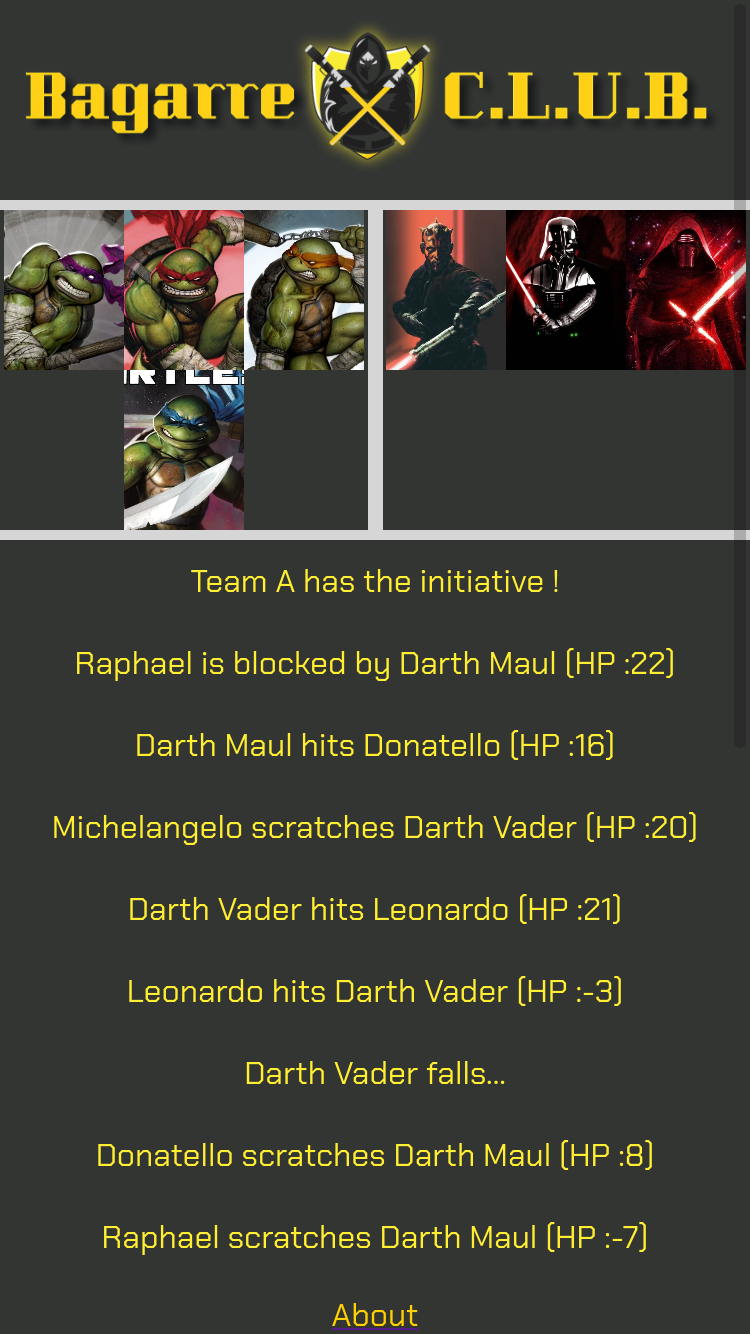 Bagarre C.L.U.B.
Team A has the initiative !
Raphael is blocked by Darth Maul (HP :22)
Darth Maul hits Donatello (HP :16)
Michelangelo scratches Darth Vader (HP :20)
Darth Vader hits Leonardo (HP :21)
Leonardo hits Darth Vader (HP :-3)
Darth Vader falls...
Donatello scratches Darth Maul (HP :8)
Raphael scratches Darth Maul (HP :-7)
About